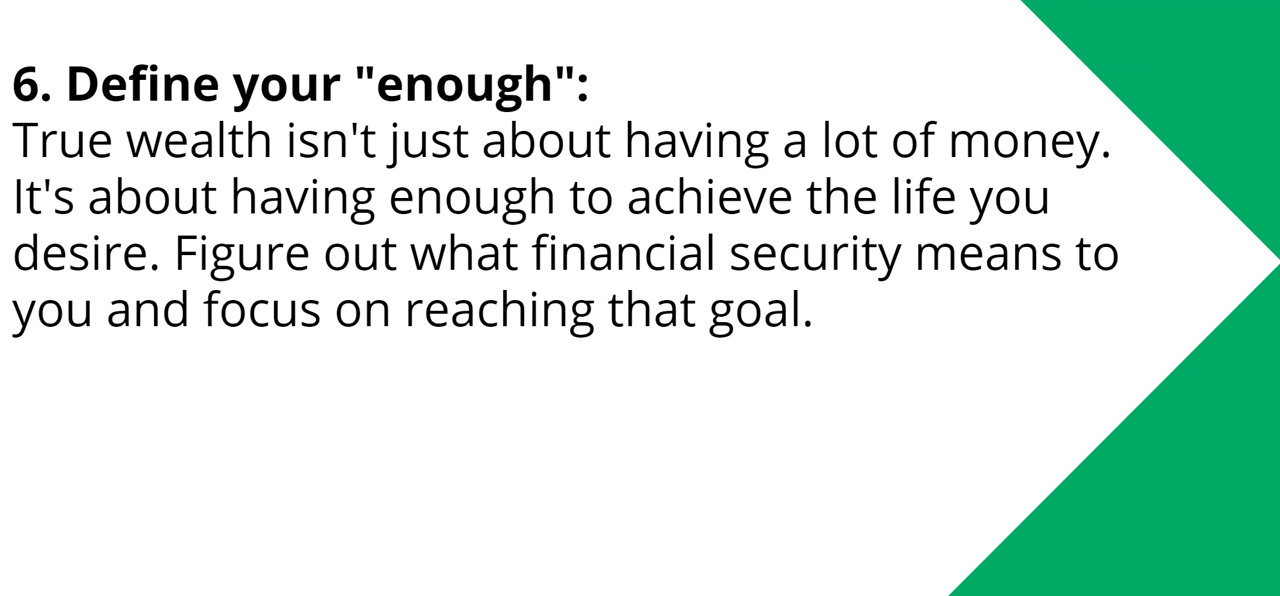 6. Define your "enough":
True wealth isn't just about having a lot of money.
It's about having enough to achieve the life you
desire. Figure out what financial security means to
you and focus on reaching that goal.